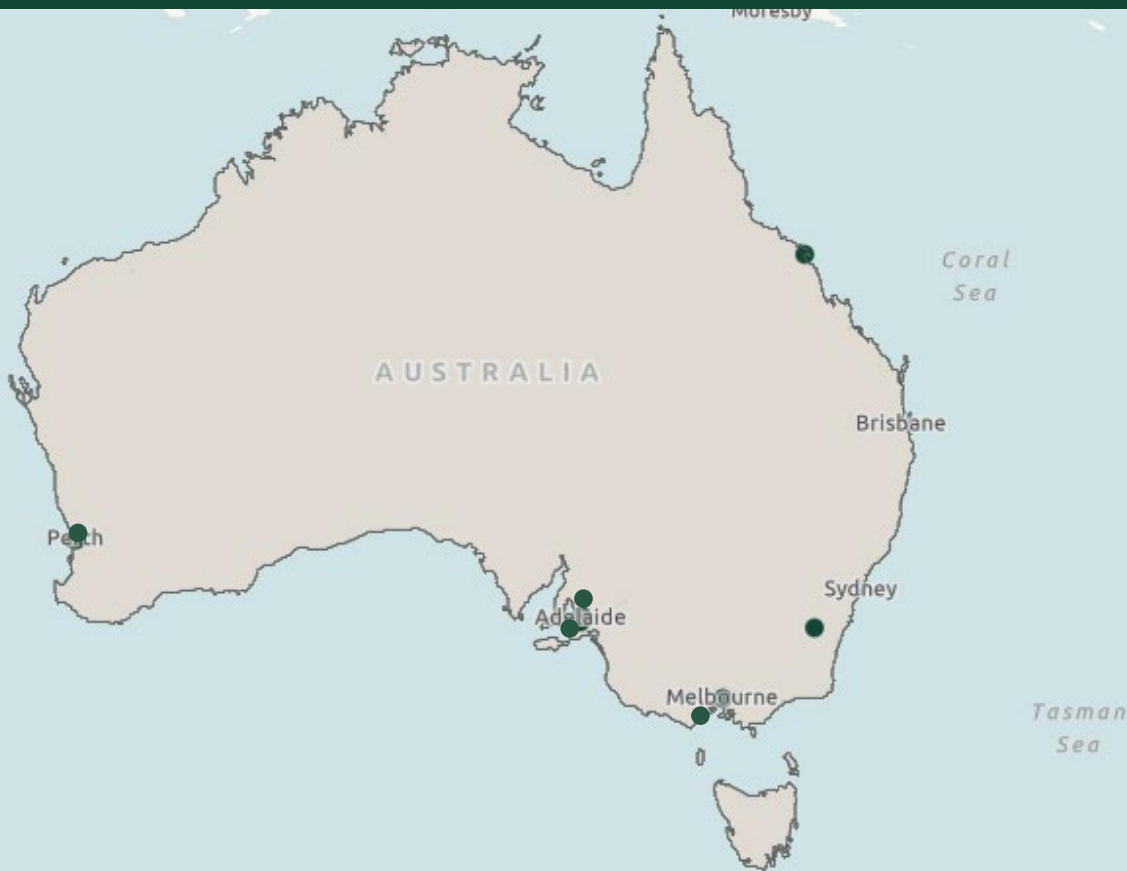 Moresby
Coral
Sea
AUSTRALIA
Brisbane
Perth
Sydney
Adelaide
Melbourne
Tasman
Sea